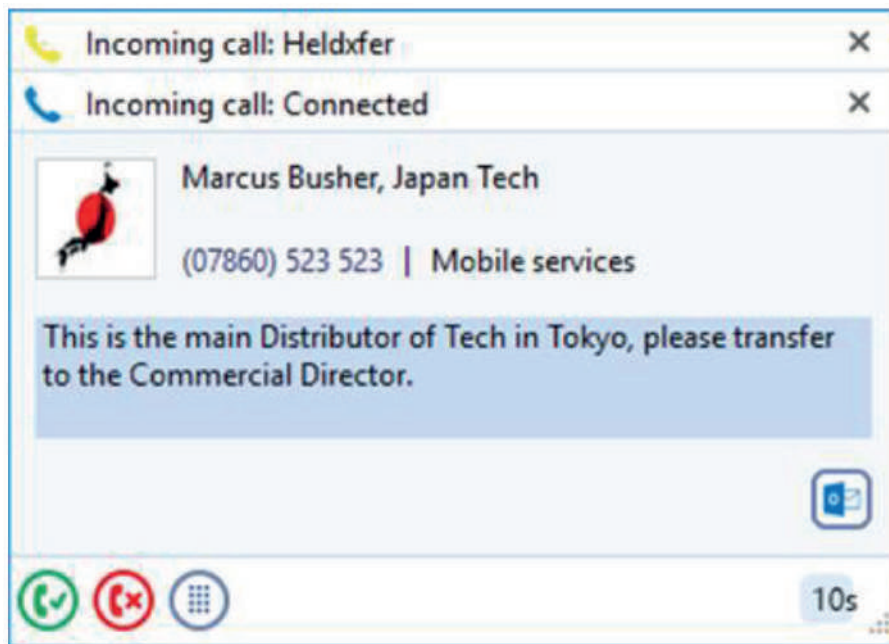 Incoming call: Heldxfer
Incoming call: Connected
Marcus Busher, Japan Tech
(07860) 523 523 | Mobile services
This is the main Distributor of Tech in Tokyo, please transfer
to the Commercial Director.
10s